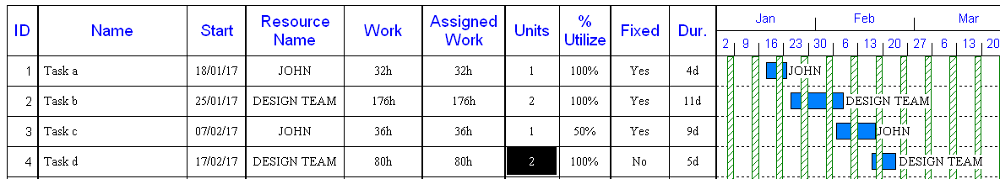 ID Name Start Resource Name Work Assigned Work Units % Utilize Fixed Dur. Jan Feb Mar
2 9 16 23 30 6 13 20 27 6 13 20
1 Task a 18/01/17 JOHN 32h 32h 1 100% Yes 4d JOHN
2 Task b 25/01/17 DESIGN TEAM 176h 176h 2 100% Yes 11d DESIGN TEAM
3 Task c 07/02/17 JOHN 36h 36h 1 50% Yes 9d JOHN
4 Task d 17/02/17 DESIGN TEAM 80h 80h 2 100% No 5d DESIGN TEAM